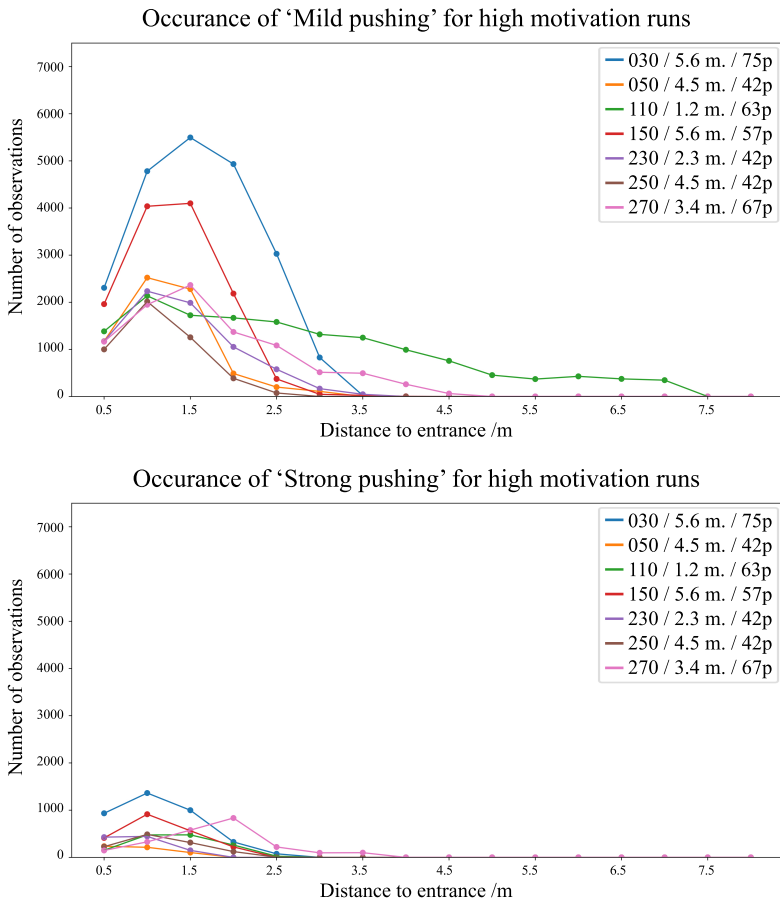 Occurance of ‘Mild pushing’ for high motivation runs
7000
6000
5000
4000
3000
2000
1000
0
Number of observations
030 / 5.6 m. / 75p
050 / 4.5 m. / 42p
110 / 1.2 m. / 63p
150 / 5.6 m. / 57p
230 / 2.3 m. / 42p
250 / 4.5 m. / 42p
270 / 3.4 m. / 67p
0.5 1.5 2.5 3.5 4.5 5.5 6.5 7.5
Distance to entrance /m
Occurance of ‘Strong pushing’ for high motivation runs
7000
6000
5000
4000
3000
2000
1000
0
Number of observations
030 / 5.6 m. / 75p
050 / 4.5 m. / 42p
110 / 1.2 m. / 63p
150 / 5.6 m. / 57p
230 / 2.3 m. / 42p
250 / 4.5 m. / 42p
270 / 3.4 m. / 67p
0.5 1.5 2.5 3.5 4.5 5.5 6.5 7.5
Distance to entrance /m